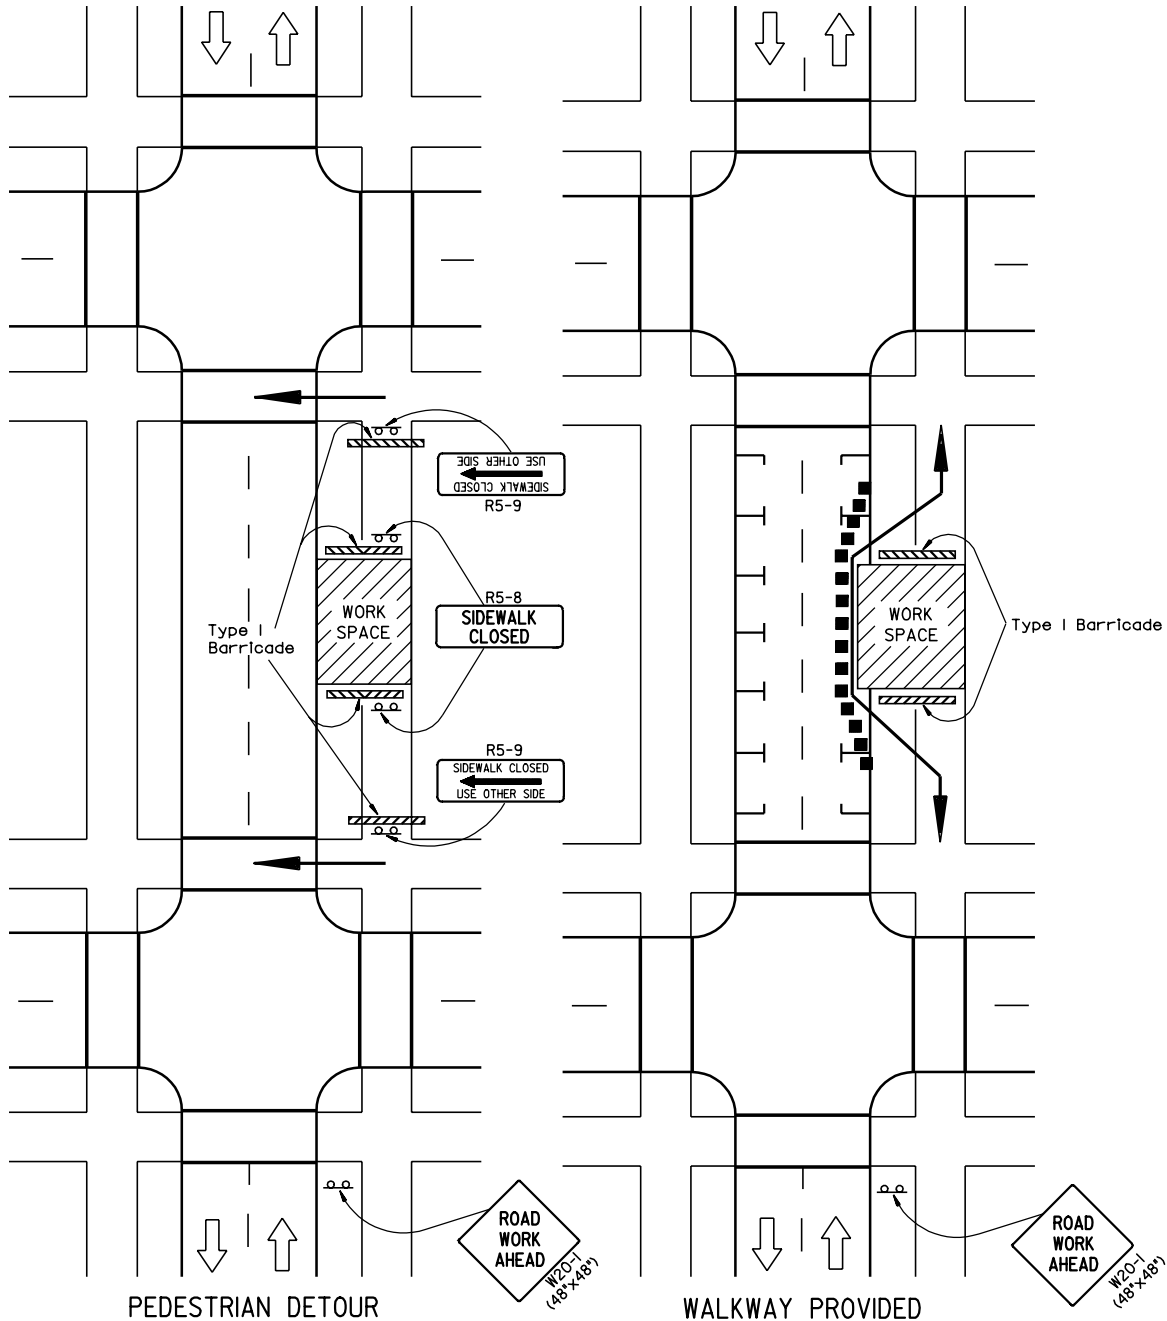 USE OTHER SIDE
SIDEWALK CLOSED
R5-9
R5-8
SIDEWALK
CLOSED
WORK
SPACE
Type I
Barricade
R5-9
SIDEWALK CLOSED
USE OTHER SIDE
ROAD
WORK
AHEAD
W20-1
(48"x48")
PEDESTRIAN DETOUR
WORK
SPACE
Type I Barricade
ROAD
WORK
AHEAD
W20-1
(48"x48")
WALKWAY PROVIDED